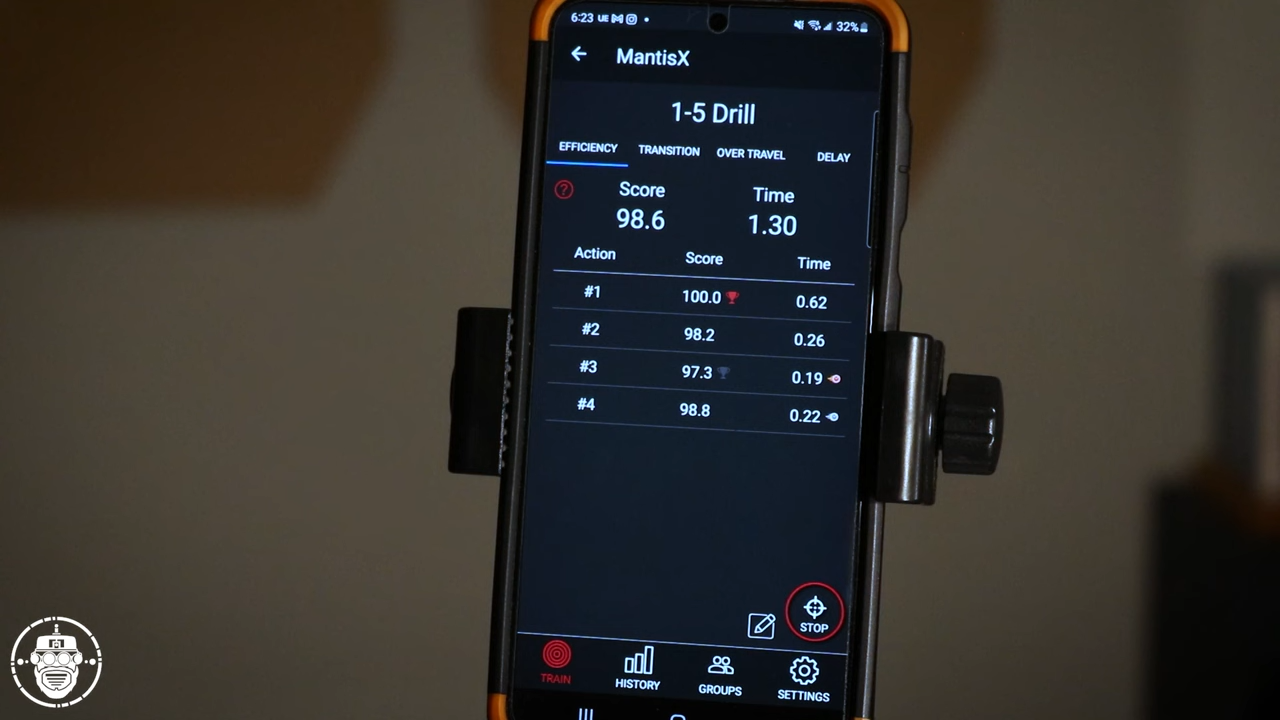 6:23 UE 32%
MantisX
1-5 Drill
EFFICIENCY TRANSITION OVER TRAVEL DELAY
? Score Time
98.6 1.30
Action Score Time
#1 100.0 0.62
#2 98.2 0.26
#3 97.3 0.19
#4 98.8 0.22
STOP
TRAIN HISTORY GROUPS SETTINGS